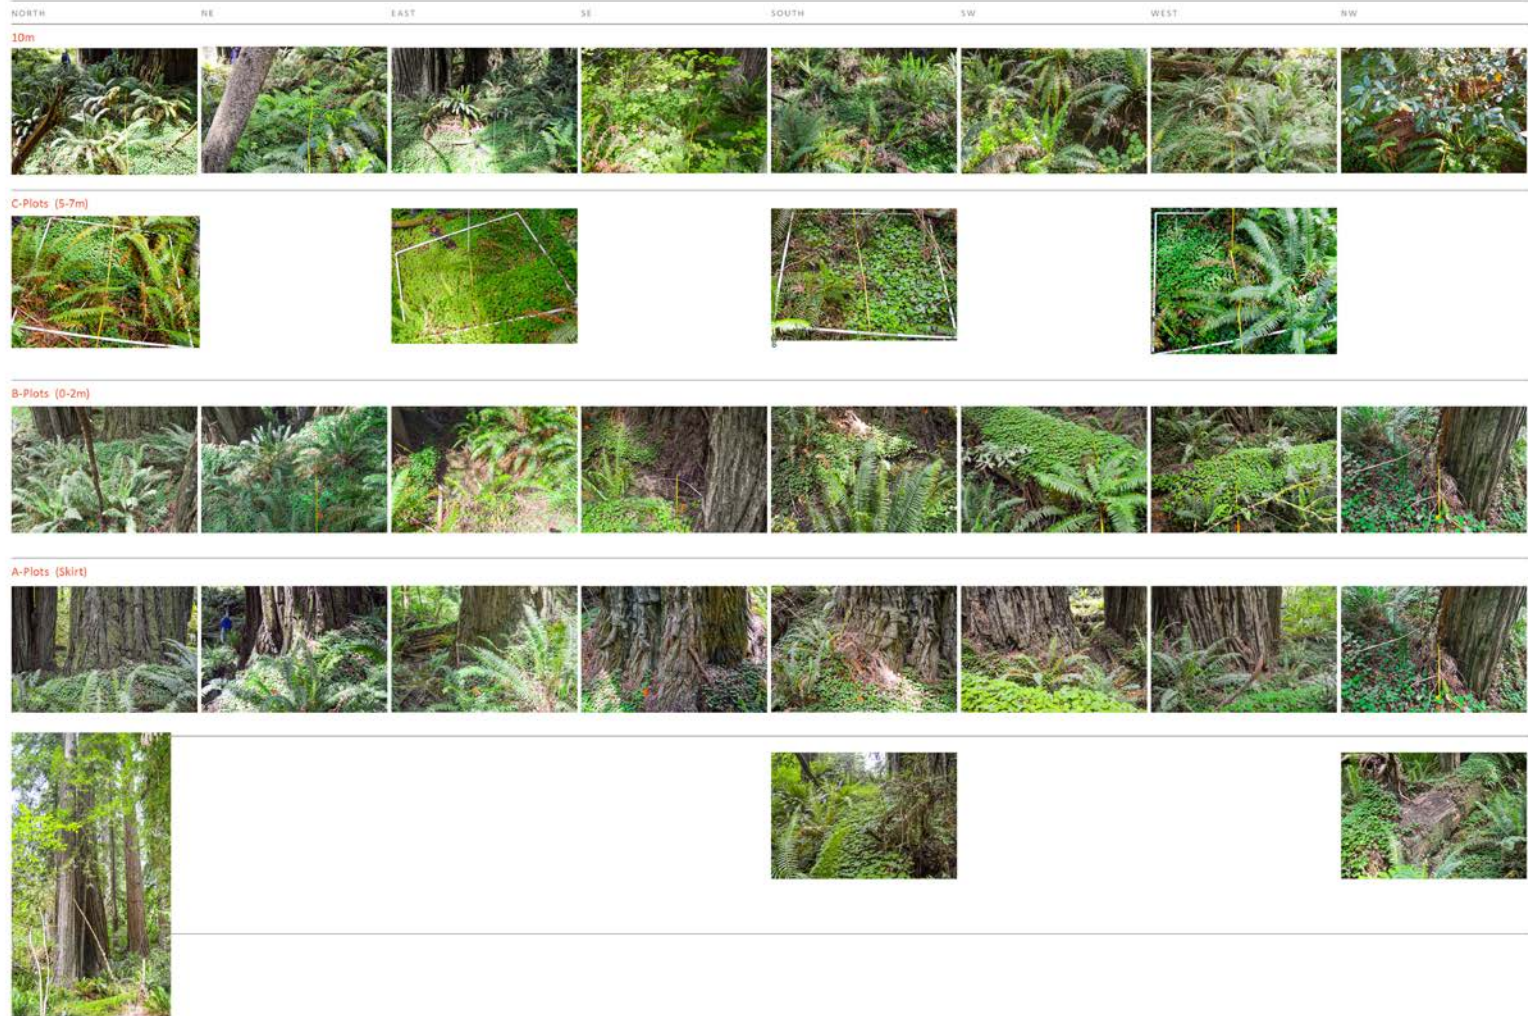 NORTH NE EAST SE SOUTH SW WEST NW
10m
C-Plots (5-7m)
B-Plots (0-2m)
A-Plots (Skirt)